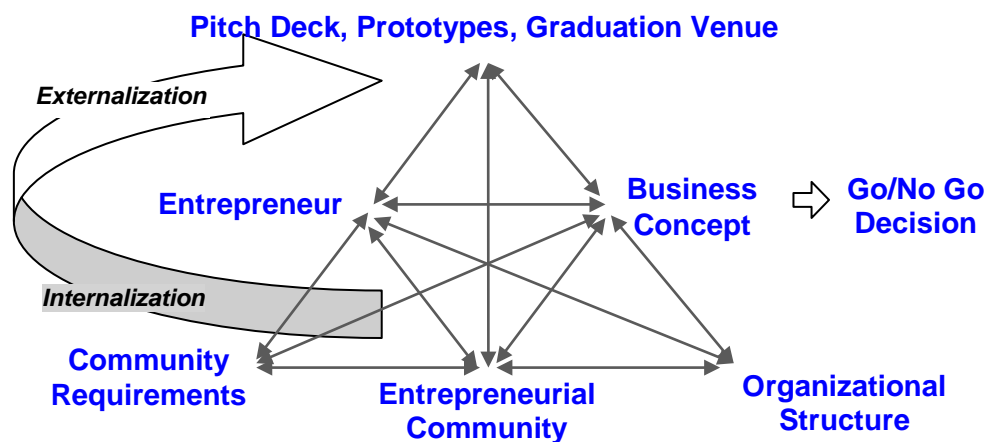 Pitch Deck, Prototypes, Graduation Venue
Externalization
Entrepreneur
Business
Concept
Go/No Go
Decision
Internalization
Community
Requirements
Entrepreneurial
Community
Organizational
Structure